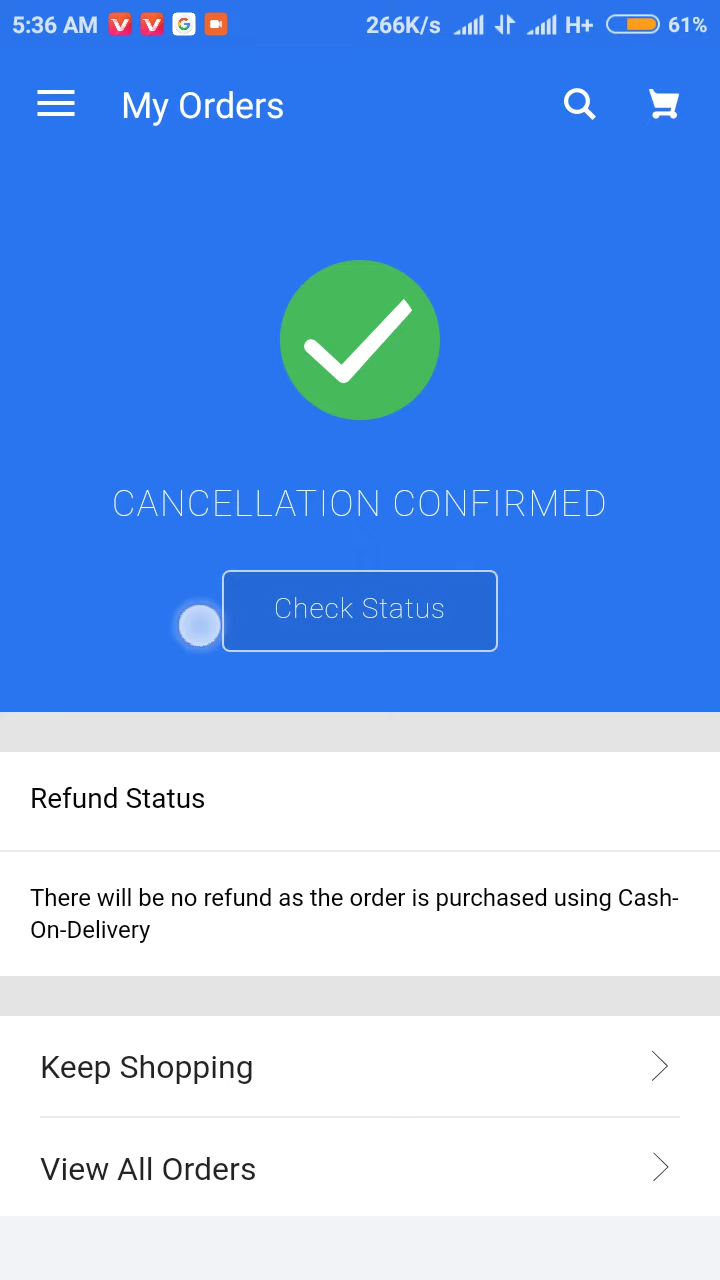 5:36 AM 266K/s H+ 61%
My Orders
CANCELLATION CONFIRMED
Check Status
Refund Status
There will be no refund as the order is purchased using Cash-
On-Delivery
Keep Shopping
View All Orders